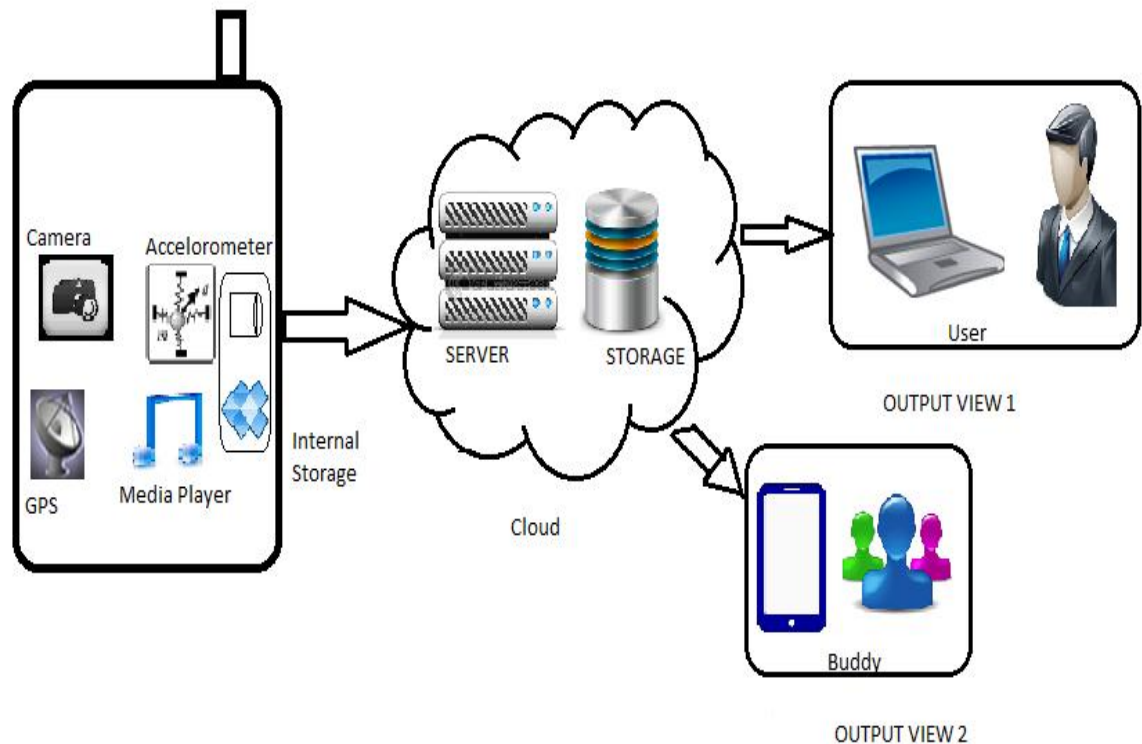 Camera
Accelorometer
GPS
Media Player
Internal
Storage
SERVER
STORAGE
Cloud
User
OUTPUT VIEW 1
Buddy
OUTPUT VIEW 2